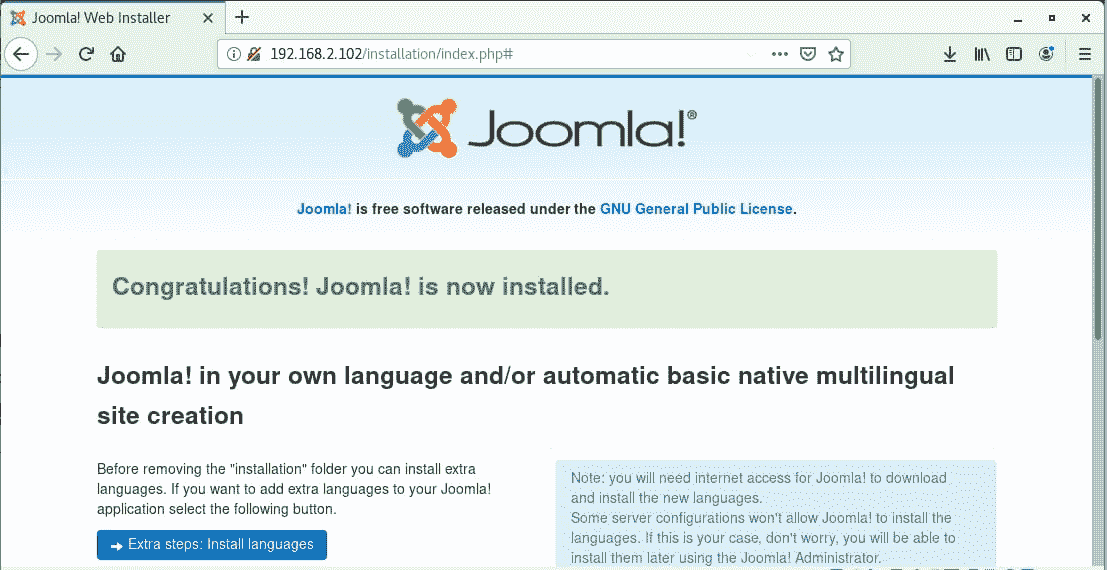 Joomla! Web Installer
192.168.2.102/installation/index.php#
Joomla!®
Joomla! is free software released under the GNU General Public License.
Congratulations! Joomla! is now installed.
Joomla! in your own language and/or automatic basic native multilingual
site creation
Before removing the "installation" folder you can install extra
languages. If you want to add extra languages to your Joomla!
application select the following button.
Extra steps: Install languages
Note: you will need internet access for Joomla! to download
and install the new languages.
Some server configurations won't allow Joomla! to install the
languages. If this is your case, don't worry, you will be able to
install them later using the Joomla! Administrator.